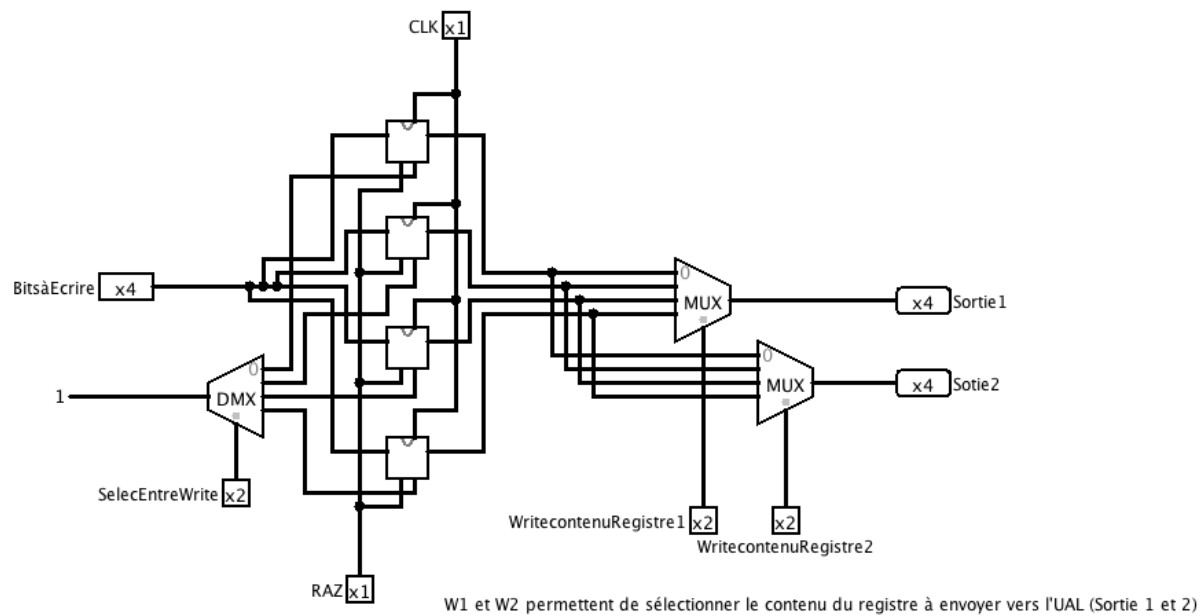 CLK x1
0
BitsàEcrire x4
MUX
x4 Sortie1
0
MUX
x4 Sotie2
0
1
DMX
SelecEntreWrite x2
WritecontenuRegistre1 x2
x2
WritecontenuRegistre2
RAZ x1
W1 et W2 permettent de sélectionner le contenu du registre à envoyer vers l'UAL (Sortie 1 et 2)